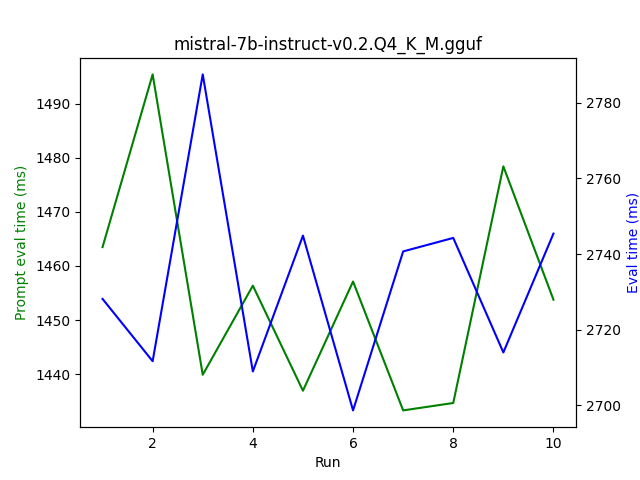 mistral-7b-instruct-v0.2.Q4_K_M.gguf
Prompt eval time (ms)
1490
1480
1470
1460
1450
1440
2780
2760
2740
2720
2700
Eval time (ms)
2 4 6 8 10
Run